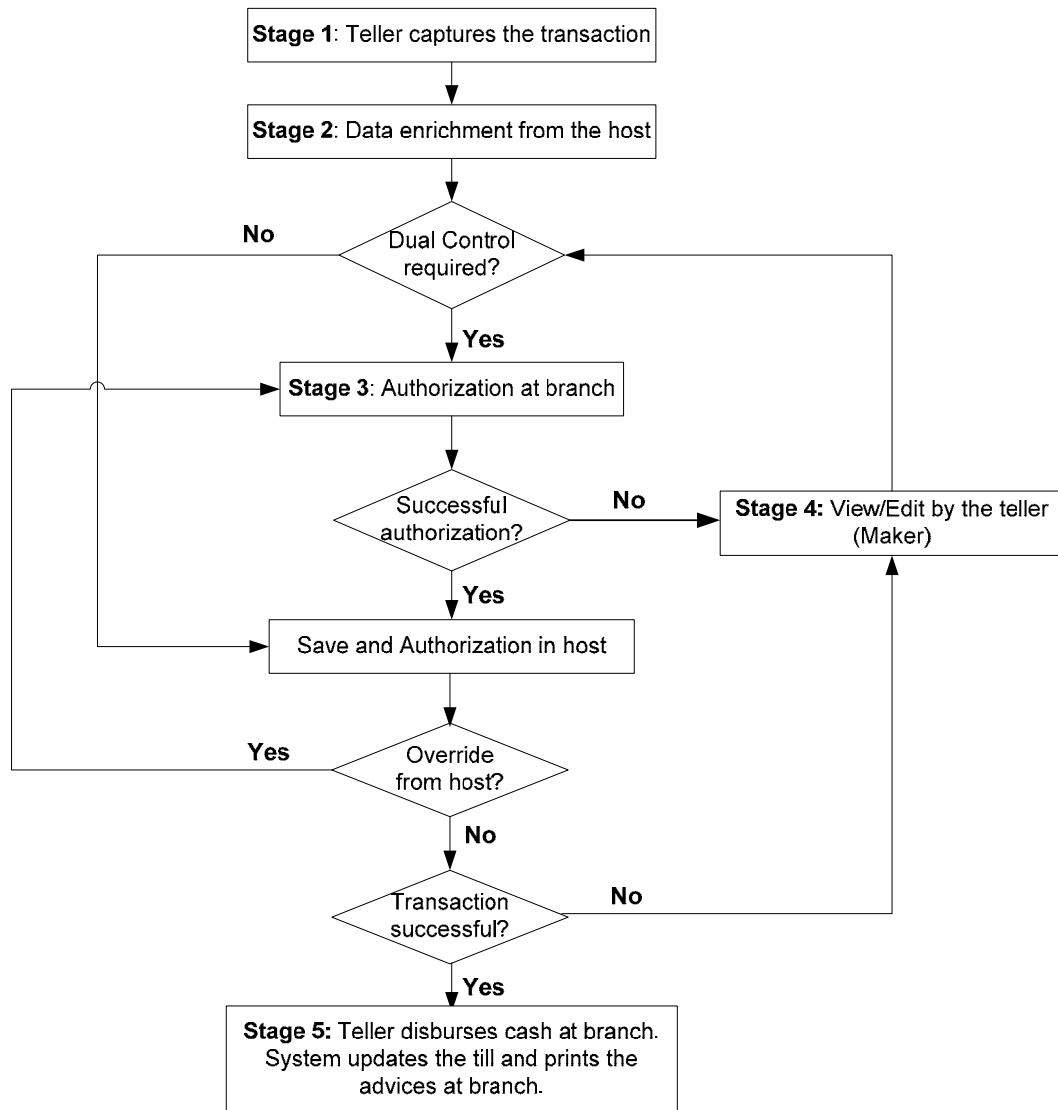 Stage 1: Teller captures the transaction
Stage 2: Data enrichment from the host
No
Dual Control
required?
Yes
Stage 3: Authorization at branch
Successful
authorization?
No
Stage 4: View/Edit by the teller
(Maker)
Yes
Save and Authorization in host
Yes
Override
from host?
No
Transaction
successful?
No
Yes
Stage 5: Teller disburses cash at branch.
System updates the till and prints the
advices at branch.